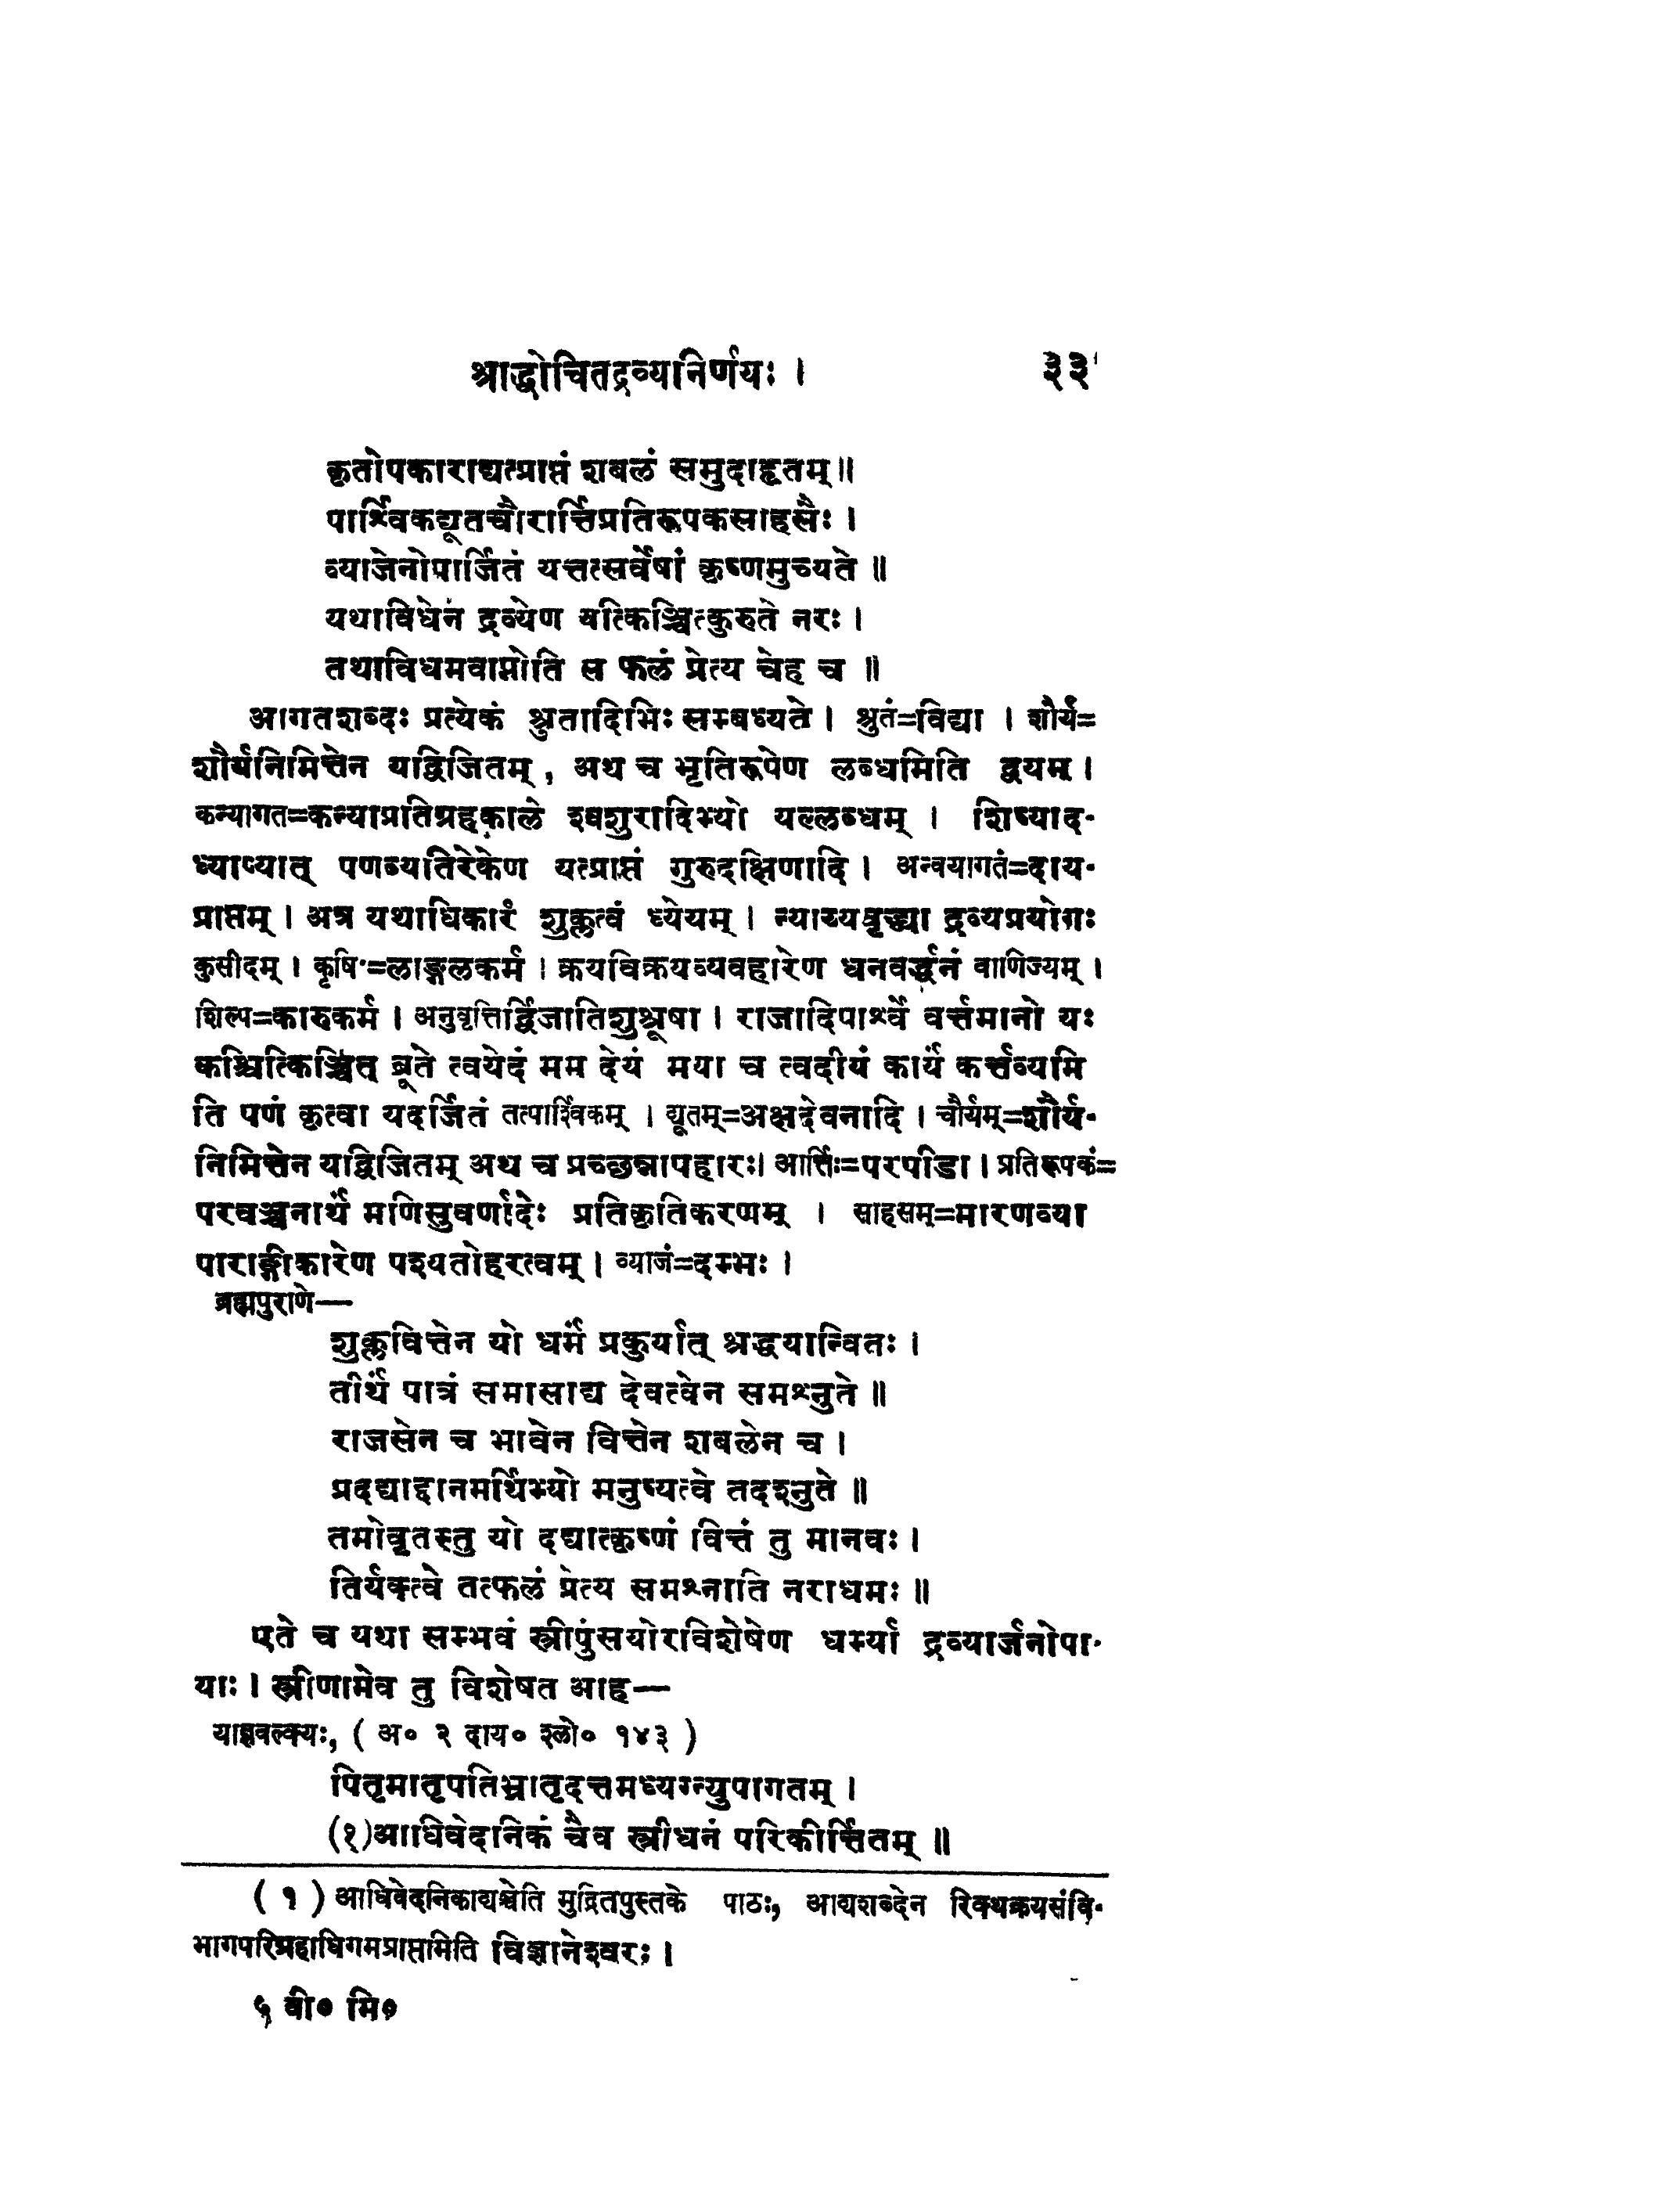 श्राद्धोचितद्रव्यनिर्णयः । ३३
कृतोपकाराद्यत्प्राप्तं शबलं समुदाहृतम् ॥
पार्श्विकद्यूतचौरार्त्तिप्रतिरूपकसाहसैः ।
व्याजेनोपार्जितं यत्तत्सर्वेषां कृष्णमुच्यते ॥
यथाविधेन द्रव्येण यत्किञ्चित्कुरुते नरः ।
तथाविधमवाप्नोति स फलं प्रेत्य चेह च ॥
आगतशब्दः प्रत्येकं श्रुतादिभिः सम्बध्यते । श्रुतं=विद्या । शौर्यं=
शौर्यनिमित्तेन यद्विजितम्, अथ च भृतिरूपेण लब्धमिति द्वयम् ।
कन्यागत=कन्याप्रतिग्रहकाले श्वशुरादिभ्यो यल्लब्धम् । शिष्याद-
ध्याप्यात् पणव्यतिरेकेण यत्प्राप्तं गुरुदक्षिणादि । अन्वयागतं=दाय-
प्राप्तम् । अत्र यथाधिकारं शुक्लत्वं ध्येयम् । न्याय्यवृद्ध्या द्रव्यप्रयोगः
कुसीदम् । कृषिः=लाङ्गलकर्म । क्रयविक्रयव्यवहारेण धनवर्द्धनं वाणिज्यम् ।
शिल्प=कारुकर्म । अनुवृत्तिर्द्विजातिशुश्रूषा । राजादिपार्श्वे वर्त्तमानो यः
कश्चित्किञ्चित् ब्रूते त्वयेदं मम देयं मया च त्वदीयं कार्यं कर्त्तव्यमि
ति पणं कृत्वा यदर्जितं तत्पार्श्विकम् । द्यूतम्=अक्षदेवनादि । चौर्यम्=शौर्य-
निमित्तेन यद्विजितम् अथ च प्रच्छन्नापहारः। आर्त्तिः=परपीडा । प्रतिरूपकं=
परवञ्चनार्थं मणिसुवर्णादेः प्रतिकृतिकरणम् । साहसम्=मारणव्या
पाराङ्गीकारेण पश्यतोहरत्वम् । व्याजं=दम्भः ।
ब्रह्मपुराणे—
शुक्लवित्तेन यो धर्मं प्रकुर्यात् श्रद्धयान्वितः ।
तीर्थं पात्रं समासाद्य देवत्वेन समश्नुते ॥
राजसेन च भावेन वित्तेन शबलेन च ।
प्रदद्याद्दानमर्थिभ्यो मनुष्यत्वे तदश्नुते ॥
तमोवृतस्तु यो दद्यात्कृष्णं वित्तं तु मानवः ।
तिर्यक्त्वे तत्फलं प्रेत्य समश्नाति नराधमः ॥
एते च यथा सम्भवं स्त्रीपुंसयोरविशेषेण धर्म्या द्रव्यार्जनोपा-
याः । स्त्रीणामेव तु विशेषत आह—
याज्ञवल्क्यः, ( अ० २ दाय० श्लो० १४३ )
पितृमातृपतिभ्रातृदत्तमध्यग्न्युपागतम् ।
(१)आधिवेदनिकं चैव स्त्रीधनं परिकीर्त्तितम् ॥
( १ ) आधिवेदनिकाद्यञ्चेति मुद्रितपुस्तके पाठः, आद्यशब्देन रिक्थक्रयसंवि-
भागपरिग्रहाधिगमप्राप्तमिति विज्ञानेश्वरः ।
५ वी० मि०